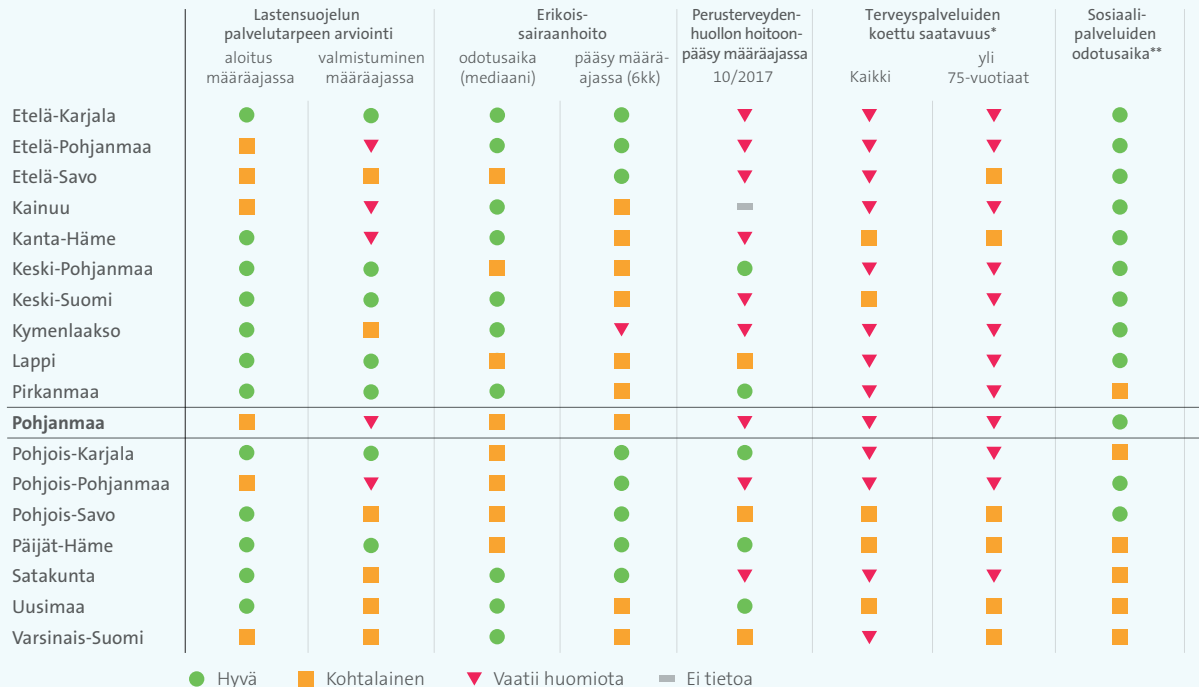 Lastensuojelun
palvelutarpeen arviointi
Erikois-
sairaanhoito
Perusterveyden-
huollon hoitoon-
pääsy määräajassa
Terveyspalveluiden
koettu saatavuus*
Sosiaali-
palveluiden
odotusaika**
aloitus
määräajassa
valmistuminen
määräajassa
odotusaika
(mediaani)
pääsy määrä-
ajassa (6kk)
10/2017
Kaikki
yli
75-vuotiaat
Etelä-Karjala
Etelä-Pohjanmaa
Etelä-Savo
Kainuu
Kanta-Häme
Keski-Pohjanmaa
Keski-Suomi
Kymenlaakso
Lappi
Pirkanmaa
Pohjanmaa
Pohjois-Karjala
Pohjois-Pohjanmaa
Pohjois-Savo
Päijät-Häme
Satakunta
Uusimaa
Varsinais-Suomi
Hyvä Kohtalainen Vaatii huomiota Ei tietoa